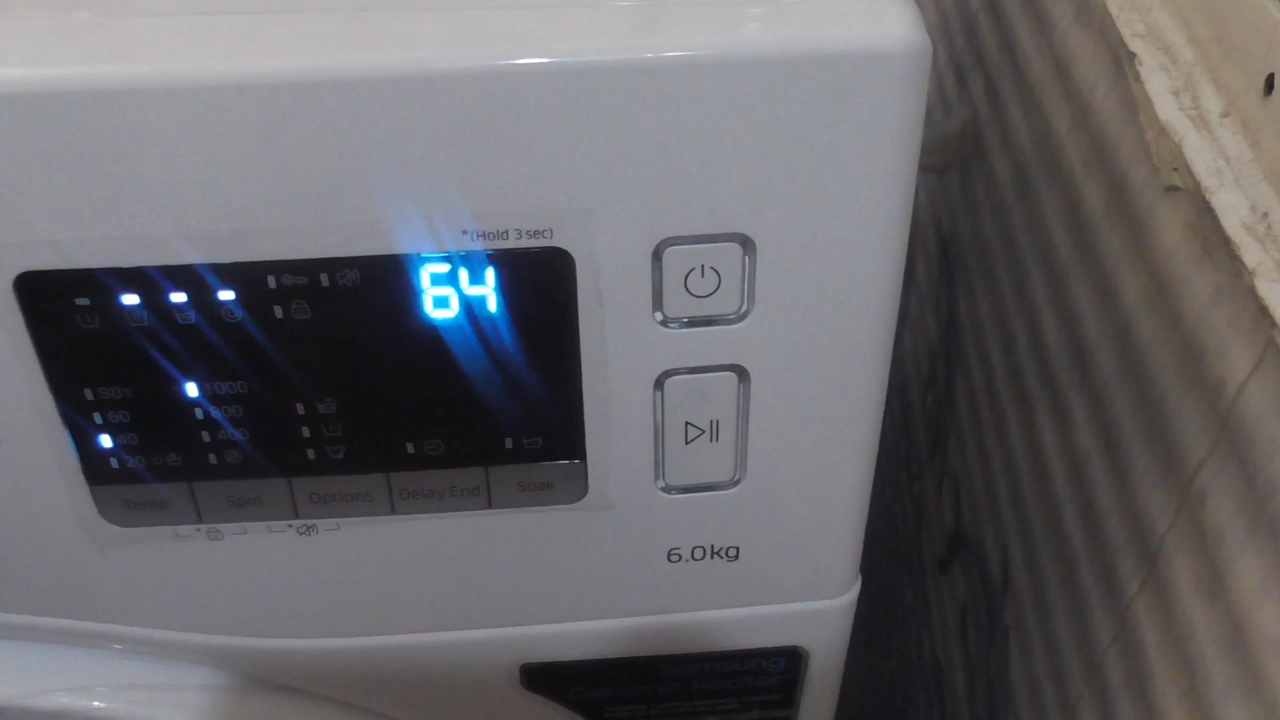 *(Hold 3 sec)
64
90℃
1000
60
800
40
400
20
Temp. Spin Options Delay End Soak
6.0kg
samsung
Ceramic Heater